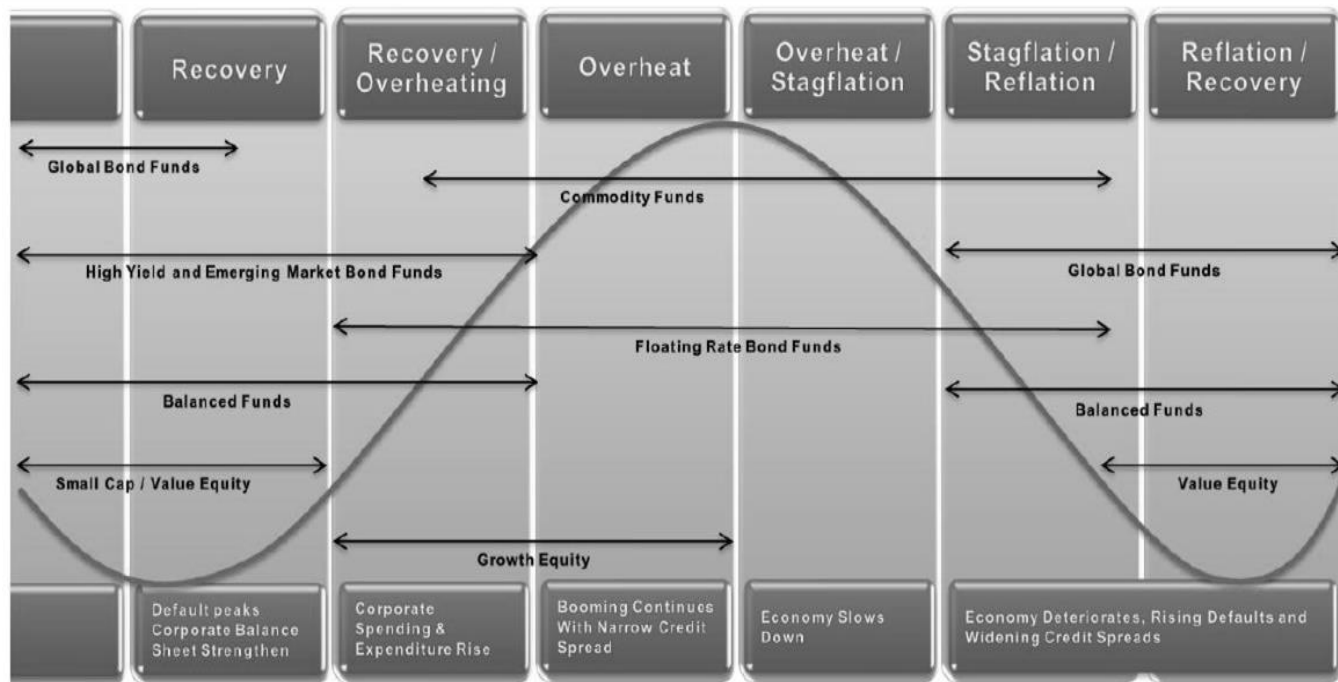 Recovery
Recovery /
Overheating
Overheat
Overheat /
Stagflation
Stagflation /
Reflation
Reflation /
Recovery
Global Bond Funds
Commodity Funds
High Yield and Emerging Market Bond Funds
Global Bond Funds
Floating Rate Bond Funds
Balanced Funds
Balanced Funds
Small Cap / Value Equity
Value Equity
Growth Equity
Default peaks
Corporate Balance
Sheet Strengthen
Corporate
Spending &
Expenditure Rise
Booming Continues
With Narrow Credit
Spread
Economy Slows
Down
Economy Deteriorates, Rising Defaults and
Widening Credit Spreads